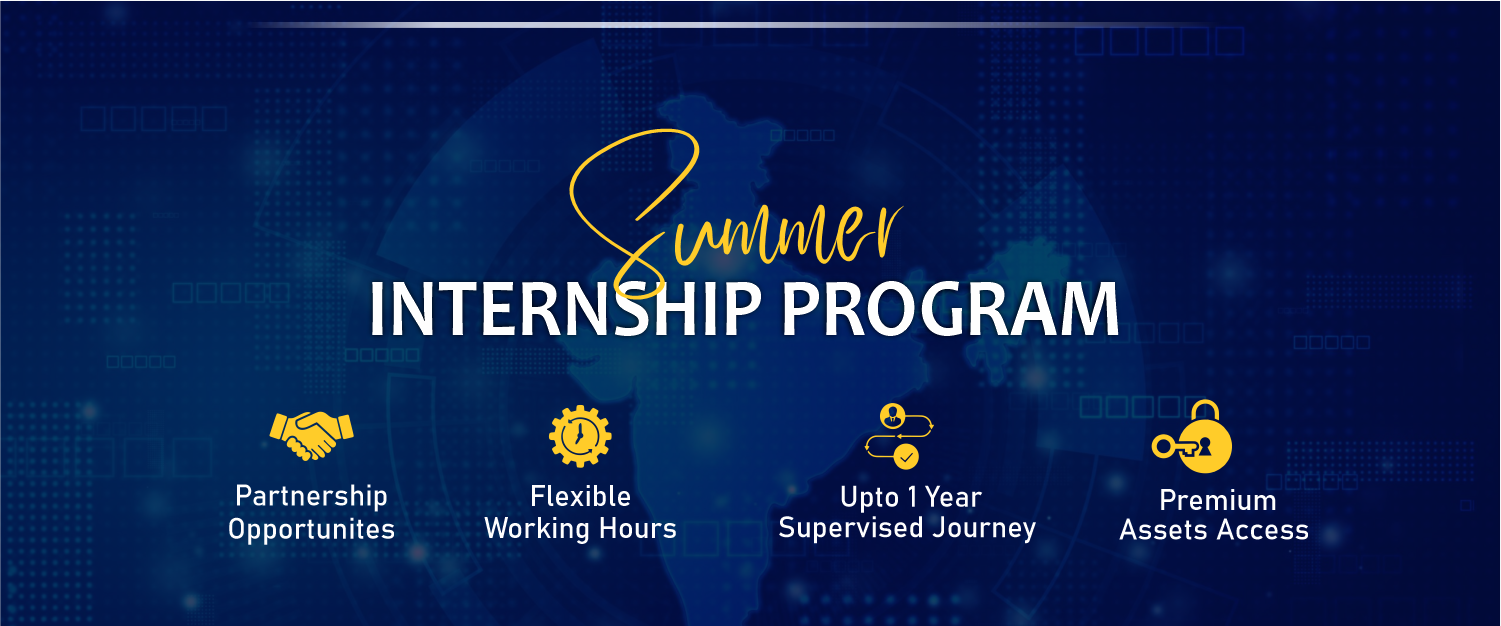 Summer
INTERNSHIP PROGRAM
Partnership
Opportunites
Flexible
Working Hours
Upto 1 Year
Supervised Journey
Premium
Assets Access